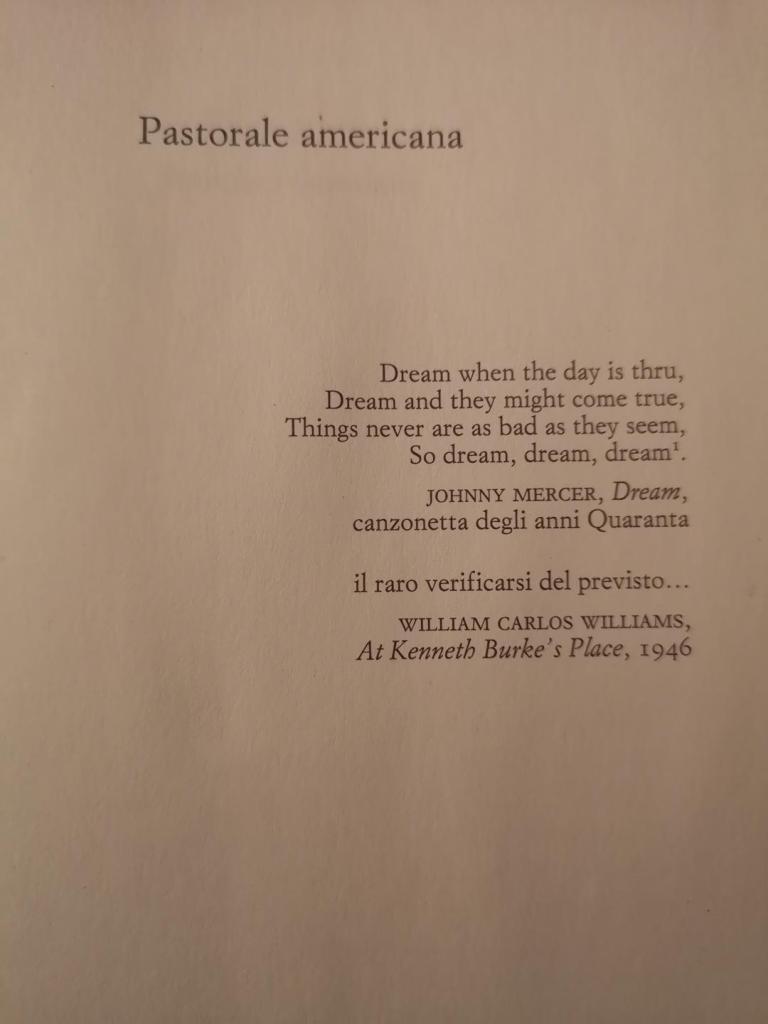 Pastorale americana
Dream when the day is thru,
Dream and they might come true,
Things never are as bad as they seem,
So dream, dream, dream¹.
JOHNNY MERCER, Dream,
canzonetta degli anni Quaranta
il raro verificarsi del previsto...
WILLIAM CARLOS WILLIAMS,
At Kenneth Burke's Place, 1946